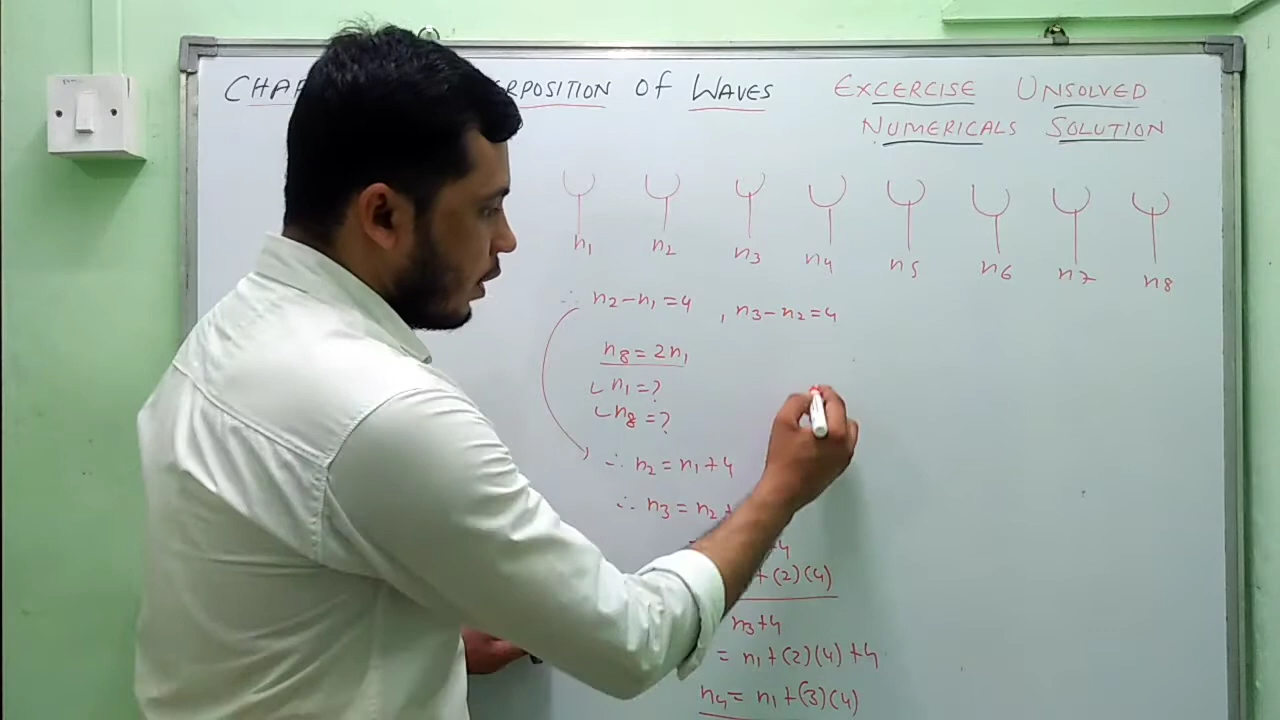 CHA ERPOSITION OF WAVES EXCERCISE UNSOLVED
NUMERICALS SOLUTION
n1 n2 n3 n4 n5 n6 n7 n8
∴ n2-n1=4 , n3-n2=4
n8=2n1
n1=?
n8=?
∴ n2=n1+4
∴ n3=n2+
+4
+(2)(4)
n3+4
= n1+(2)(4)+4
n4= n1+(3)(4)